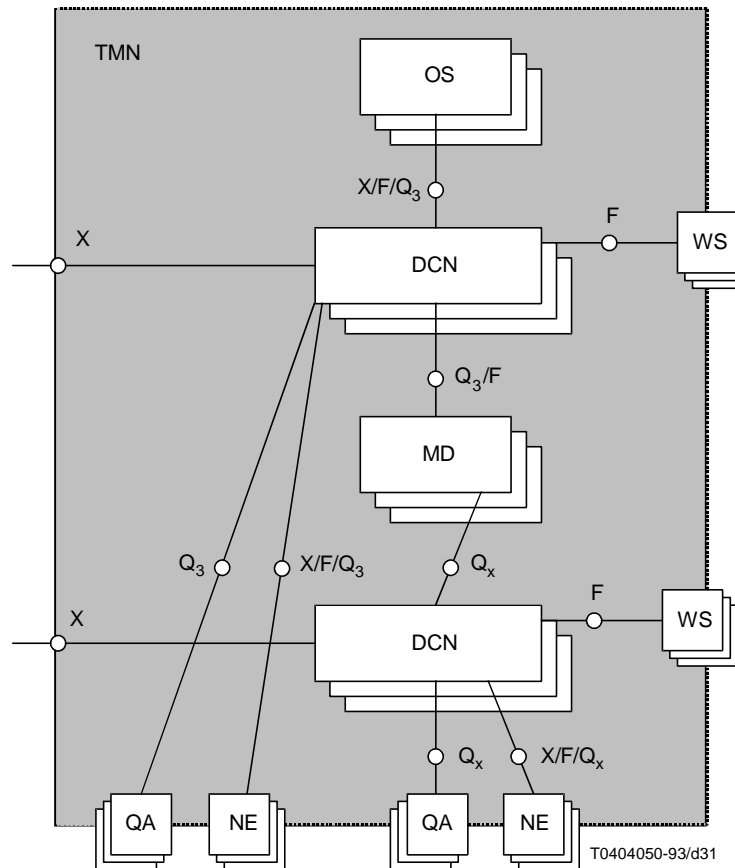 TMN
OS
X/F/Q3
F
X
DCN
WS
Q3/F
MD
Q3
X/F/Q3
Qx
F
X
DCN
WS
Qx
X/F/Qx
QA
NE
QA
NE
T0404050-93/d31